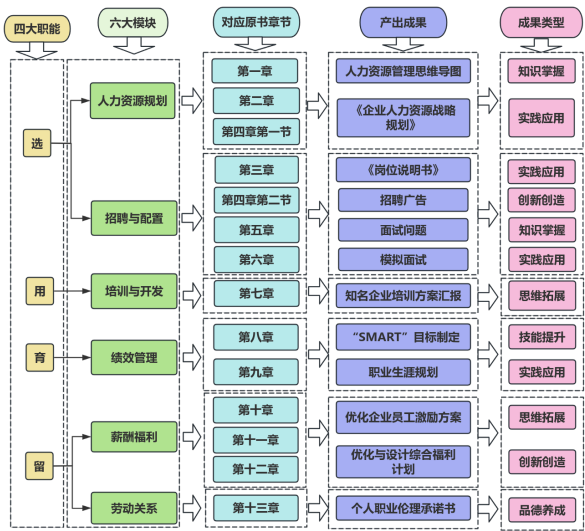 四大职能
六大模块
对应原书章节
产出成果
成果类型
选
人力资源规划
第一章
第二章
第四章第一节
人力资源管理思维导图
《企业人力资源战略
规划》
知识掌握
实践应用
招聘与配置
第三章
第四章第二节
第五章
第六章
《岗位说明书》
招聘广告
面试问题
模拟面试
实践应用
创新创造
知识掌握
实践应用
用
培训与开发
第七章
知名企业培训方案汇报
思维拓展
育
绩效管理
第八章
第九章
“SMART”目标制定
职业生涯规划
技能提升
实践应用
留
薪酬福利
第十章
第十一章
第十二章
优化企业员工激励方案
优化与设计综合福利
计划
思维拓展
创新创造
劳动关系
第十三章
个人职业伦理承诺书
品德养成